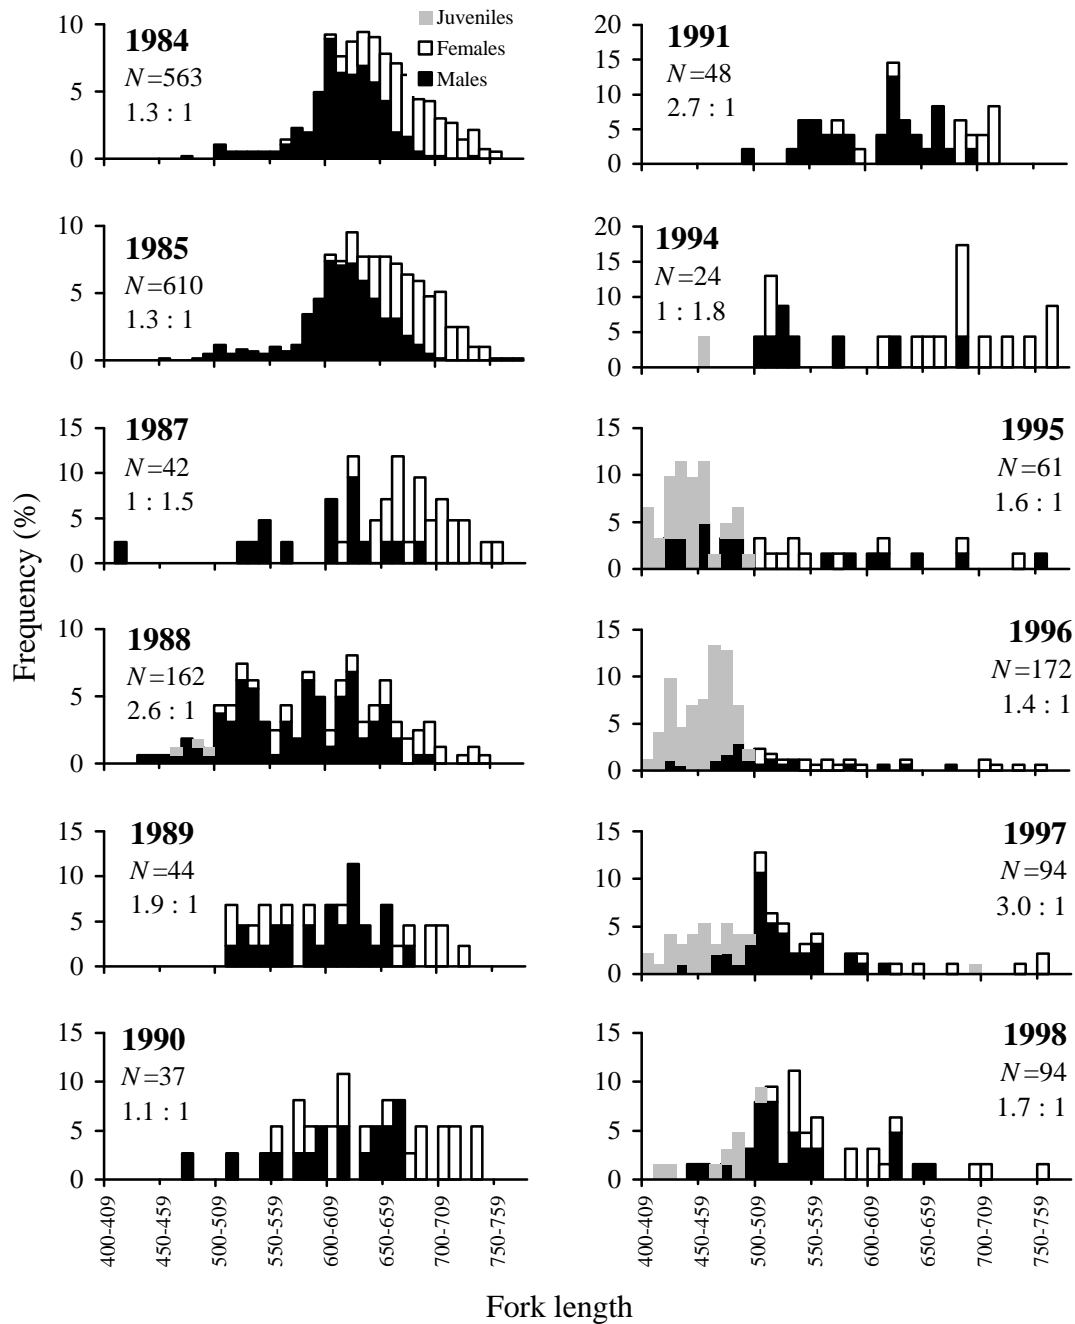 Juveniles
Females
Males
10
5
0
1984
N=563
1.3 : 1
20
15
10
5
0
1991
N=48
2.7 : 1
10
5
0
1985
N=610
1.3 : 1
20
15
10
5
0
1994
N=24
1 : 1.8
15
10
5
0
1987
N=42
1 : 1.5
15
10
5
0
1995
N=61
1.6 : 1
Frequency (%)
10
5
0
1988
N=162
2.6 : 1
15
10
5
0
1996
N=172
1.4 : 1
15
10
5
0
1989
N=44
1.9 : 1
15
10
5
0
1997
N=94
3.0 : 1
15
10
5
0
1990
N=37
1.1 : 1
15
10
5
0
1998
N=94
1.7 : 1
400-409
450-459
500-509
550-559
600-609
650-659
700-709
750-759
400-409
450-459
500-509
550-559
600-609
650-659
700-709
750-759
Fork length